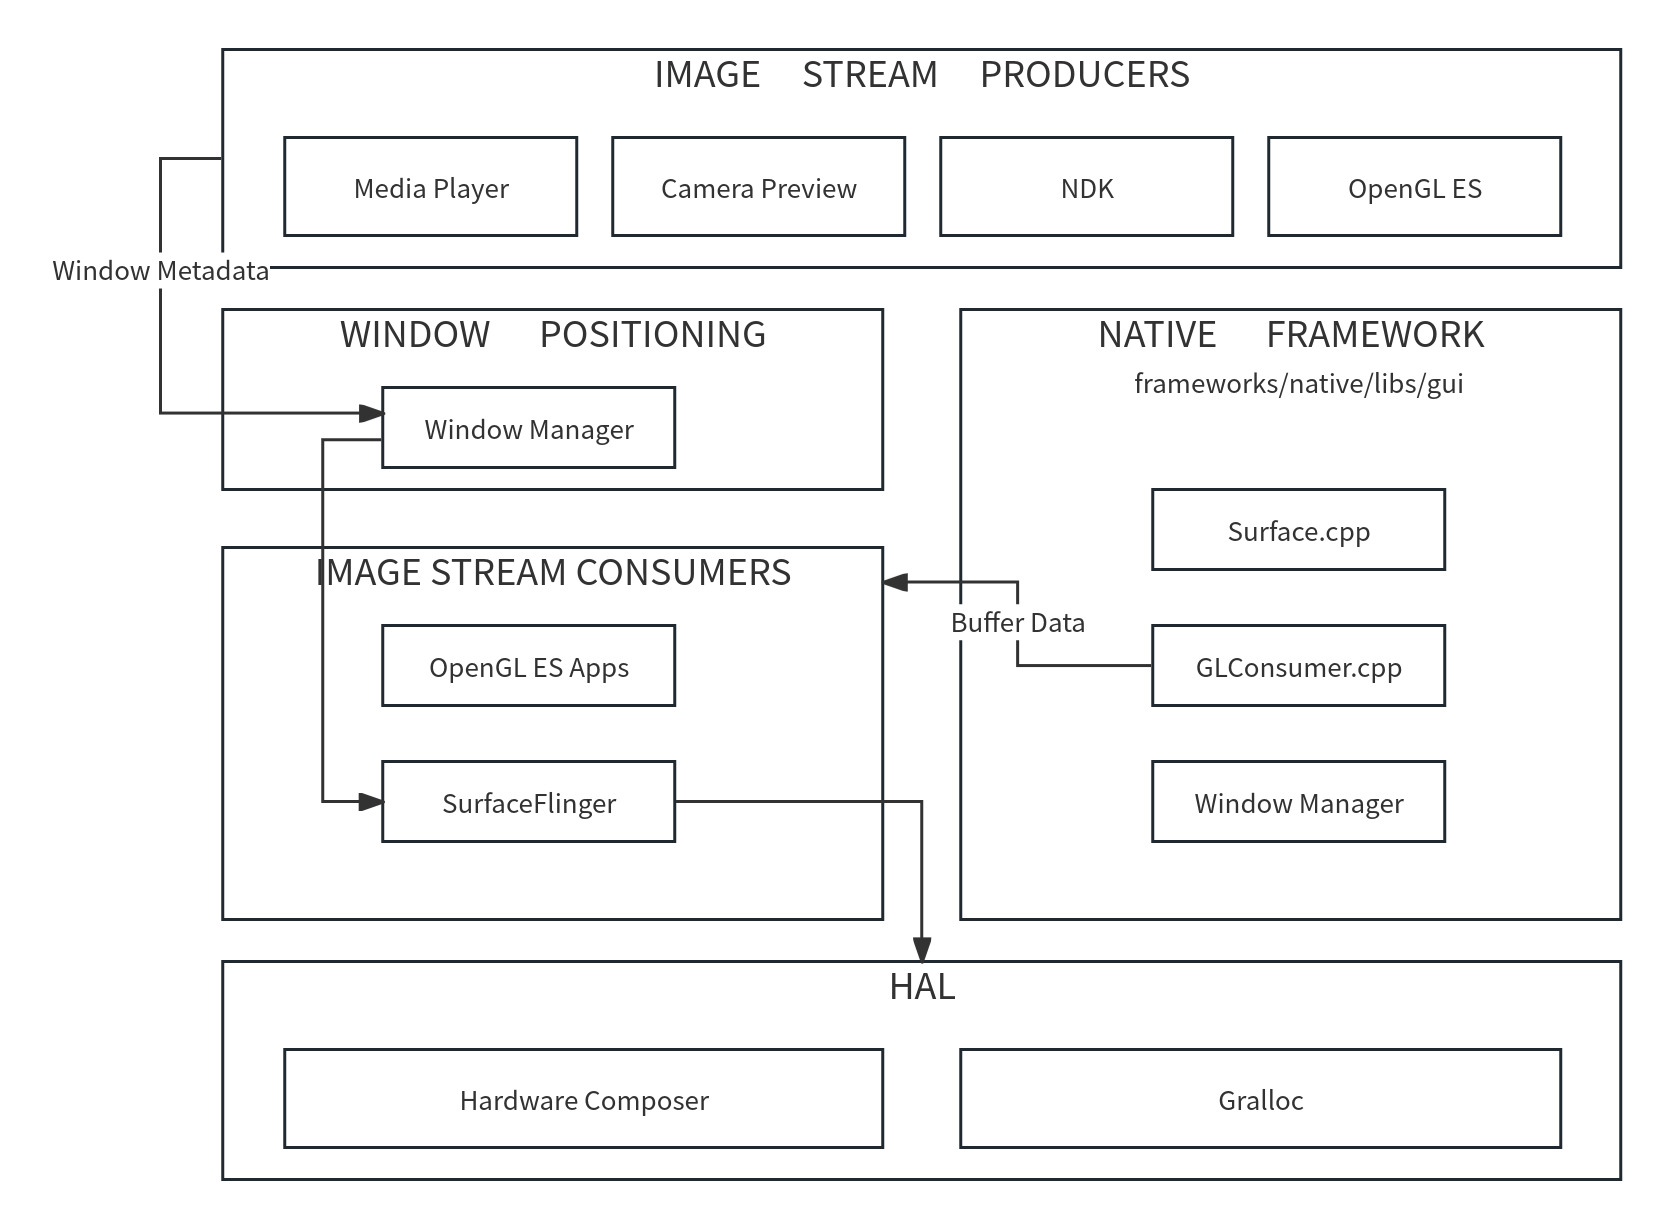 IMAGE STREAM PRODUCERS
Media Player
Camera Preview
NDK
OpenGL ES
Window Metadata
WINDOW POSITIONING
Window Manager
NATIVE FRAMEWORK
frameworks/native/libs/gui
Surface.cpp
IMAGE STREAM CONSUMERS
Buffer Data
OpenGL ES Apps
GLConsumer.cpp
SurfaceFlinger
Window Manager
HAL
Hardware Composer
Gralloc